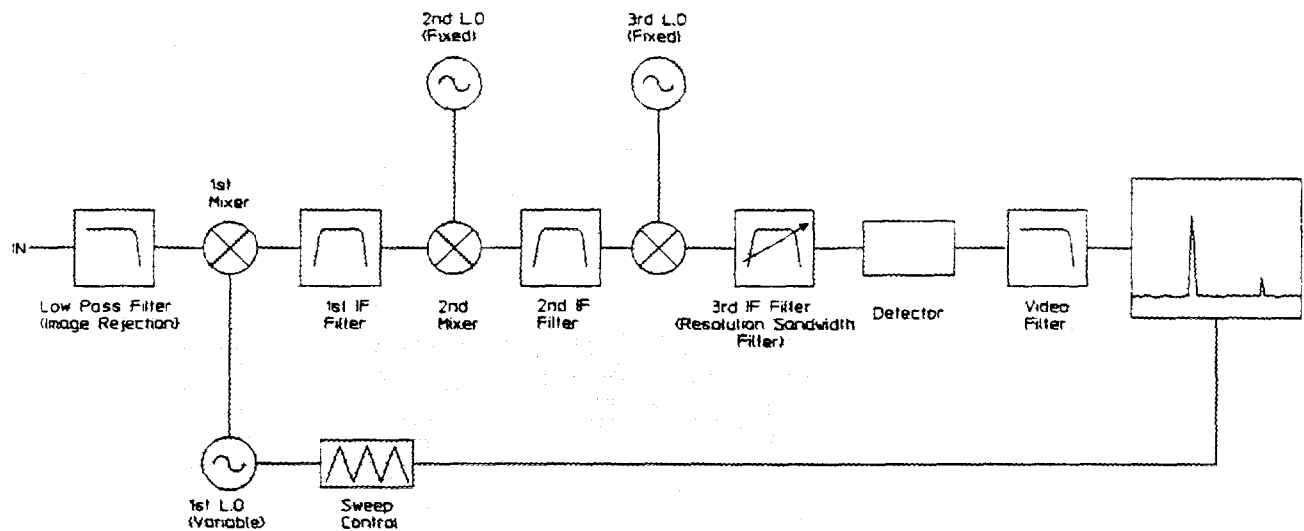 2nd L.O
(Fixed)
3rd L.O
(Fixed)
1st
Mixer
IN
Low Pass Filter
(Image Rejection)
1st IF
Filter
2nd
Mixer
2nd IF
Filter
3rd IF Filter
(Resolution Sandwidth
Filter)
Detector
Video
Filter
1st L.O
(Variable)
Sweep
Control